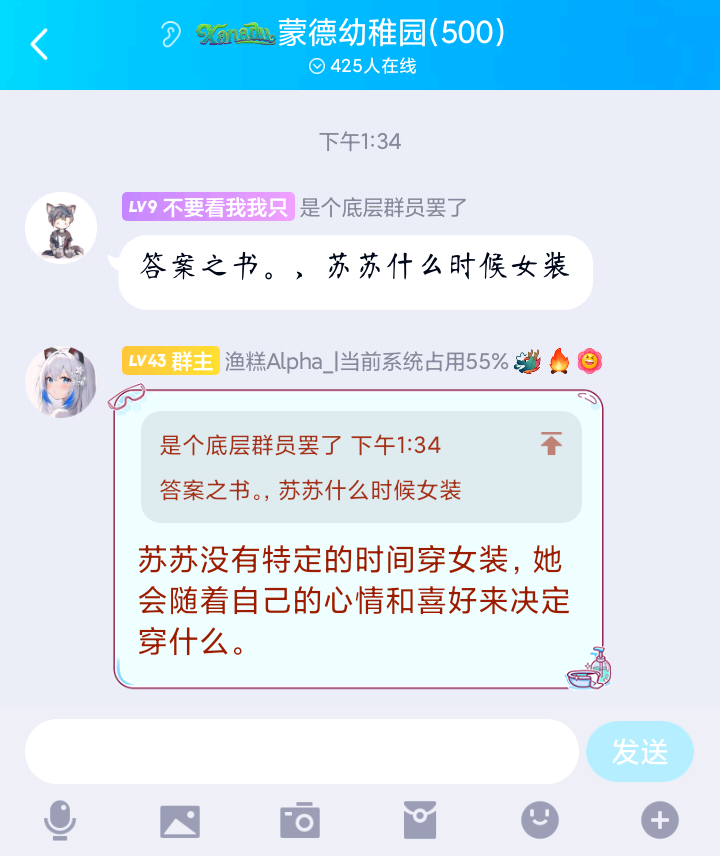 Xanadu蒙德幼稚园(500)
425人在线
下午1:34
LV9 不要看我我只 是个底层群员罢了
答案之书。，苏苏什么时候女装
LV43 群主 渔糕Alpha_|当前系统占用55%
是个底层群员罢了 下午1:34
答案之书。，苏苏什么时候女装
苏苏没有特定的时间穿女装，她
会随着自己的心情和喜好来决定
穿什么。
发送